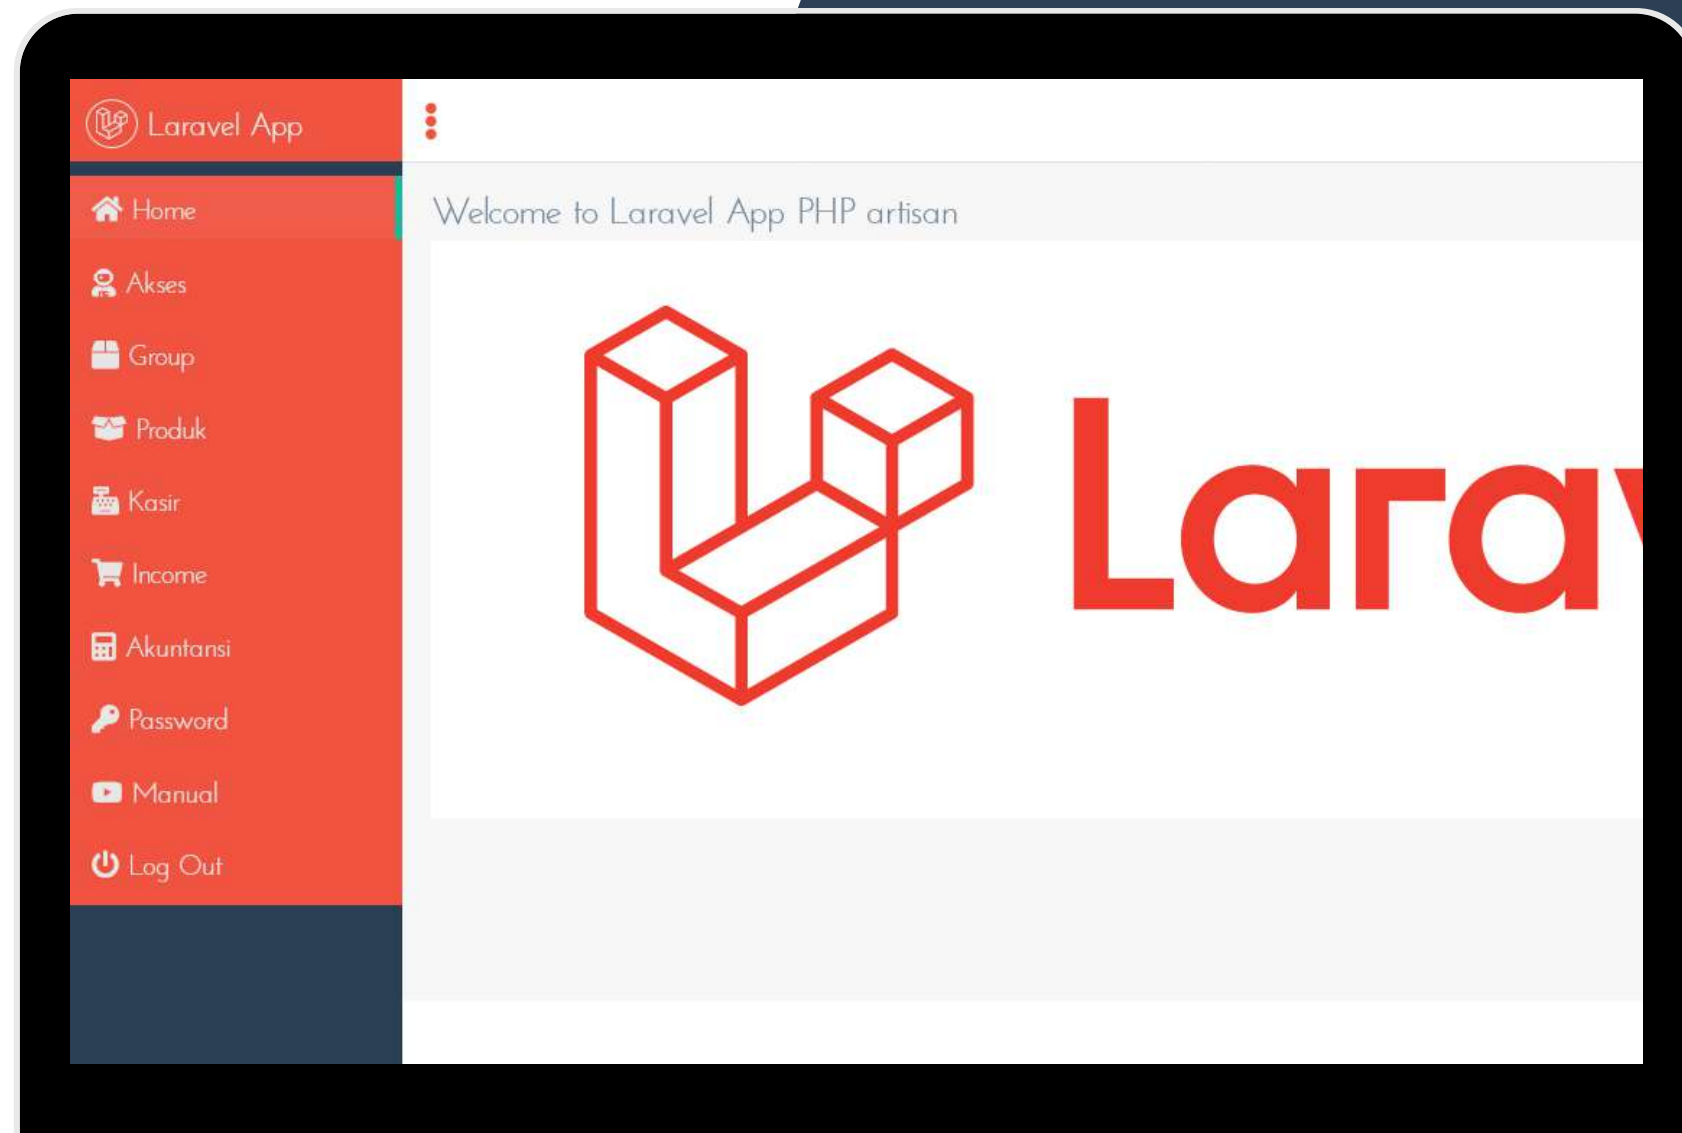 Laravel App
Home
Akses
Group
Produk
Kasir
Income
Akuntansi
Password
Manual
Log Out
Welcome to Laravel App PHP artisan
Larav